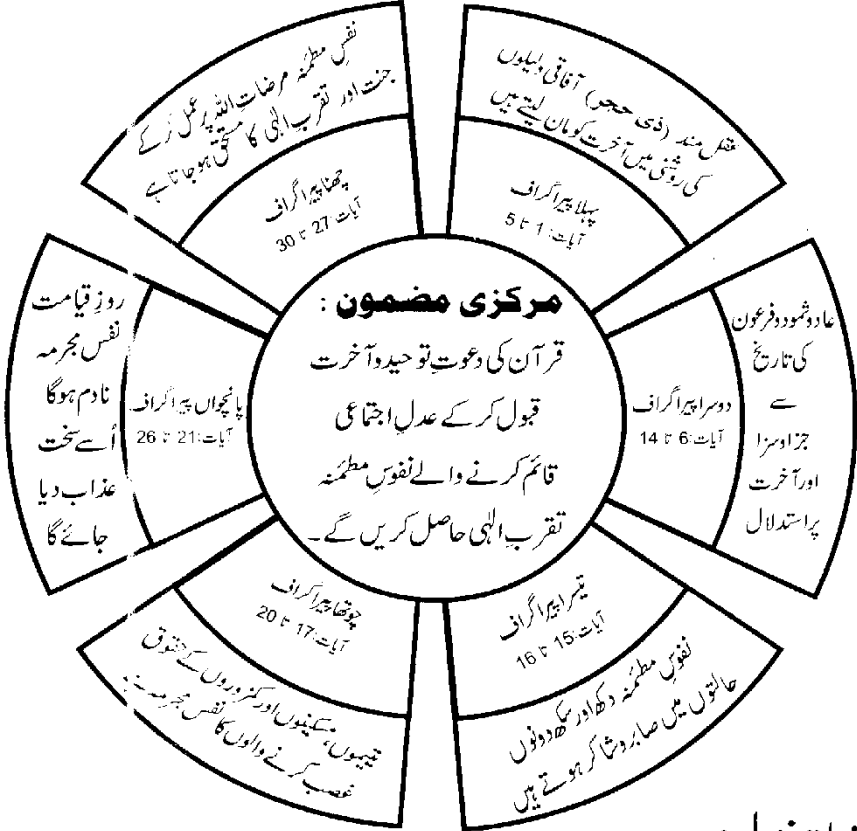 مرکزی مضمون :
قرآن کی دعوتِ توحید و آخرت
قبول کر کے عدلِ اجتماعی
قائم کرنے والے نفوسِ مطمئنہ
تقربِ الٰہی حاصل کریں گے۔
عقل مند (ذی حجر) آفاقی دلیلوں
کی روشنی میں آخرت کو مان لیتے ہیں
پہلا پیراگراف
آیات: 1 تا 5
عاد و ثمود و فرعون
کی تاریخ
سے
جزا و سزا
اور آخرت
پر استدلال
دوسرا پیراگراف
آیات: 6 تا 14
تیسرا پیراگراف
آیات: 15 تا 16
نفوسِ مطمئنہ دکھ اور سکھ دونوں
حالتوں میں صابر و شاکر ہوتے ہیں
چوتھا پیراگراف
آیات: 17 تا 20
یتیموں، مسکینوں اور کمزوروں کے حقوق
غصب کرنے والوں کا نفس مجرمہ ہے۔
پانچواں پیراگراف
آیات: 21 تا 26
روزِ قیامت
نفس مجرمہ
نادم ہوگا
اُسے سخت
عذاب دیا
جائے گا
نفسِ مطمئنہ مرضاتِ اللہ پر عمل کر کے
جنت اور تقربِ الٰہی کا مستحق ہو جاتا ہے
چھٹا پیراگراف
آیات: 27 تا 30